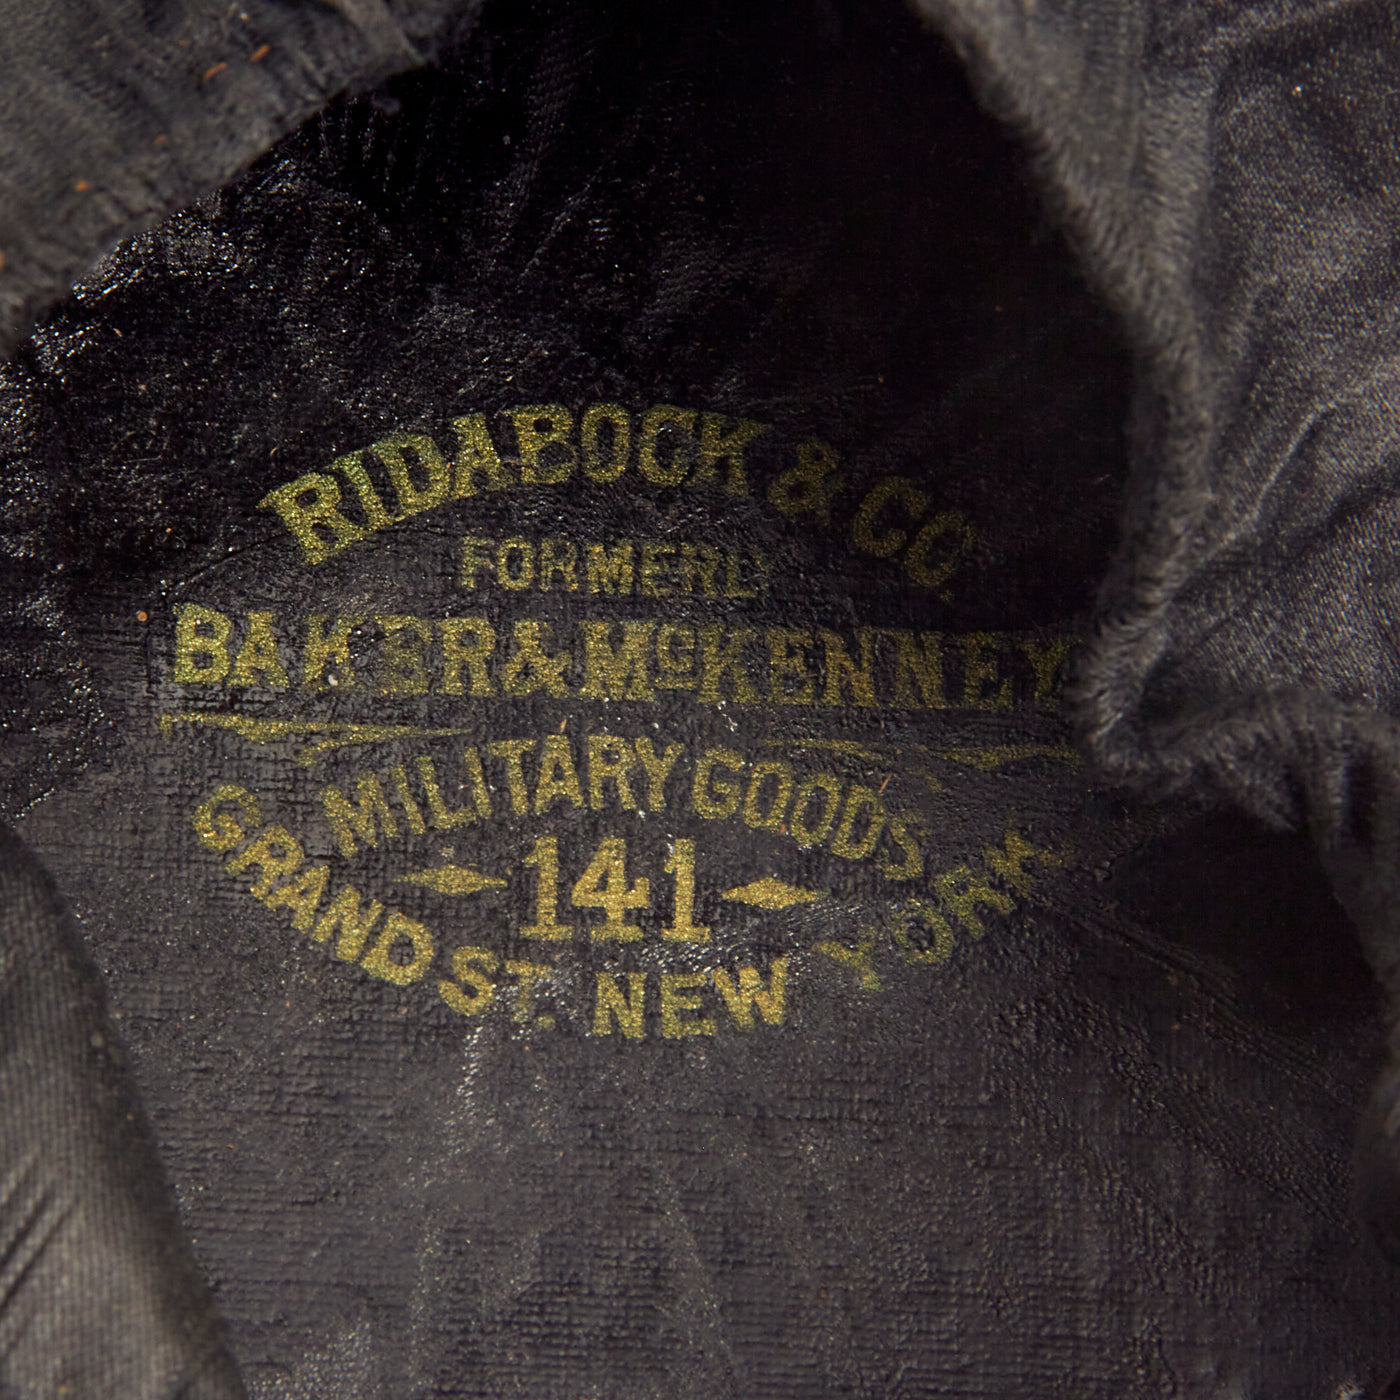 RIDABOCK & CO.
FORMERLY
BAKER & McKENNEY
MILITARY GOODS
141
GRAND ST. NEW YORK.